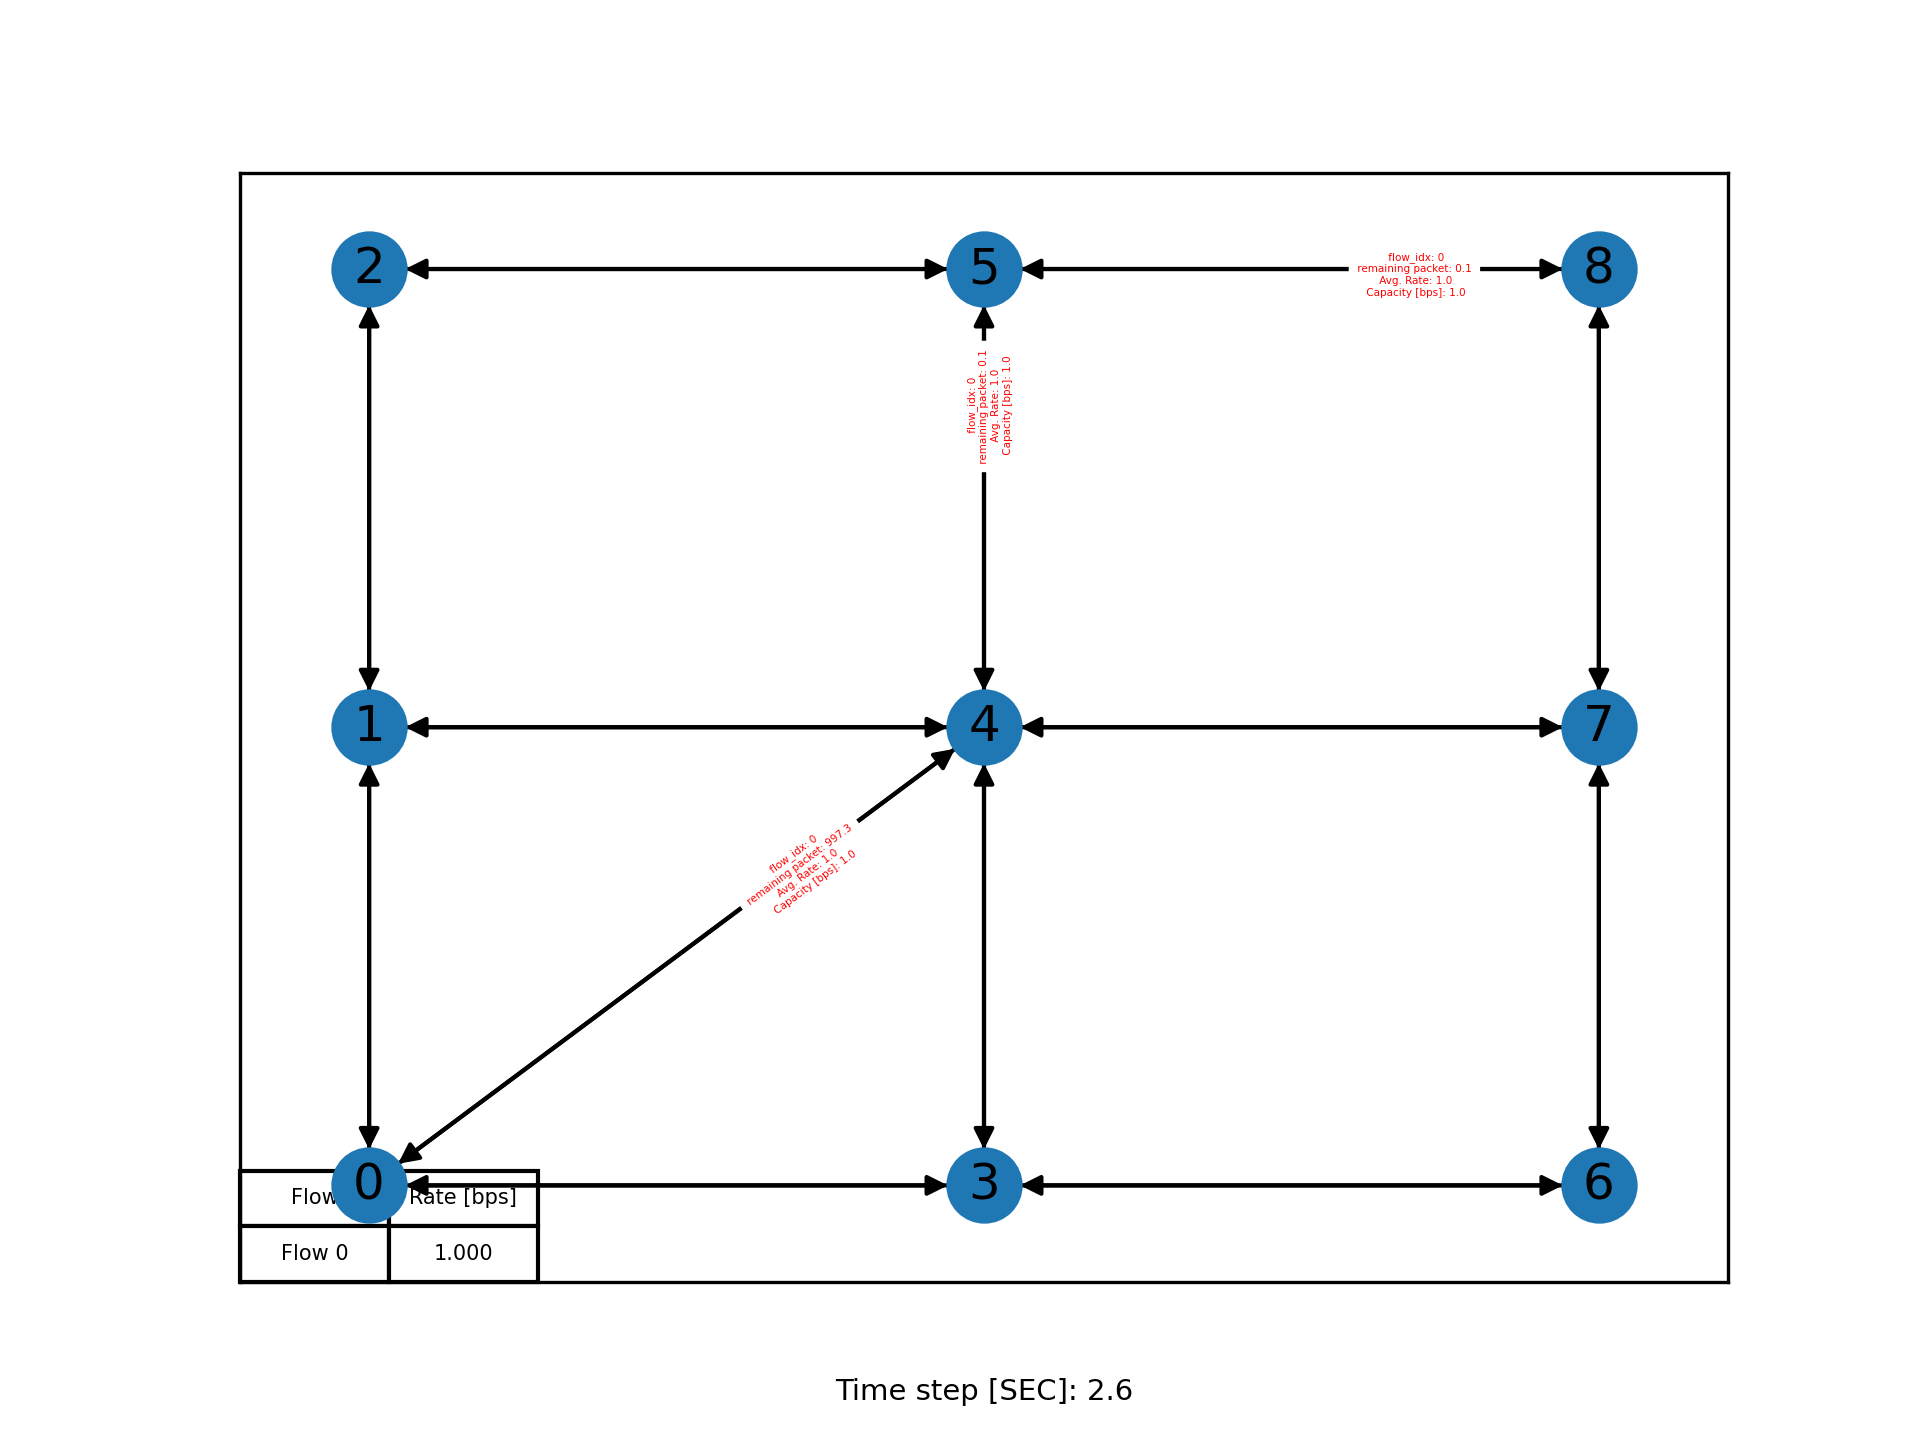 2
5
flow_idx: 0
remaining packet: 0.1
Avg. Rate: 1.0
Capacity [bps]: 1.0
8
flow_idx: 0
remaining packet: 0.1
Avg. Rate: 1.0
Capacity [bps]: 1.0
1
4
7
flow_idx: 0
remaining packet: 997.3
Avg. Rate: 1.0
Capacity [bps]: 1.0
0
3
6
Flow Rate [bps]
Flow 0 1.000
Time step [SEC]: 2.6